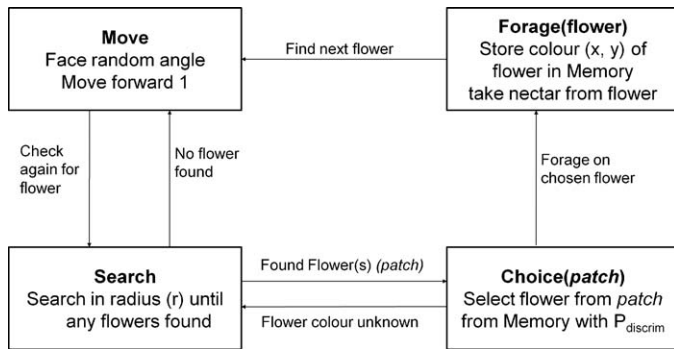 Move
Face random angle
Move forward 1
Find next flower
Forage(flower)
Store colour (x, y) of
flower in Memory
take nectar from flower
Check
again for
flower
No flower
found
Forage on
chosen flower
Search
Search in radius (r) until
any flowers found
Found Flower(s) (patch)
Flower colour unknown
Choice(patch)
Select flower from patch
from Memory with Pdiscrim